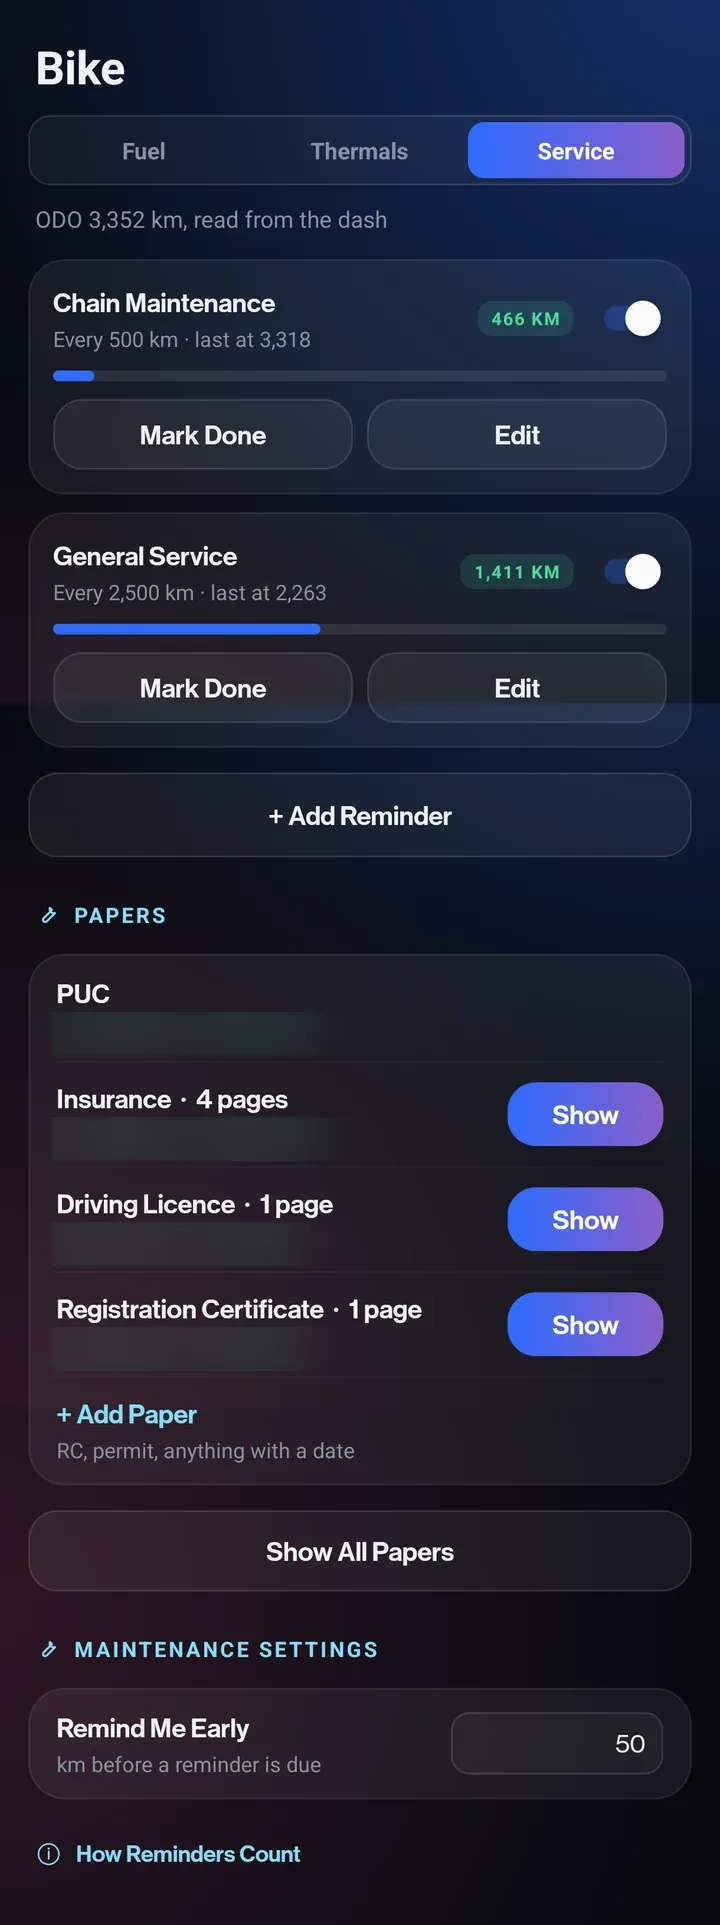 Bike
Fuel Thermals Service
ODO 3,352 km, read from the dash
Chain Maintenance
466 KM
Every 500 km · last at 3,318
Mark Done Edit
General Service
1,411 KM
Every 2,500 km · last at 2,263
Mark Done Edit
+ Add Reminder
PAPERS
PUC
Insurance · 4 pages
Show
Driving Licence · 1 page
Show
Registration Certificate · 1 page
Show
+ Add Paper
RC, permit, anything with a date
Show All Papers
MAINTENANCE SETTINGS
Remind Me Early
50
km before a reminder is due
How Reminders Count